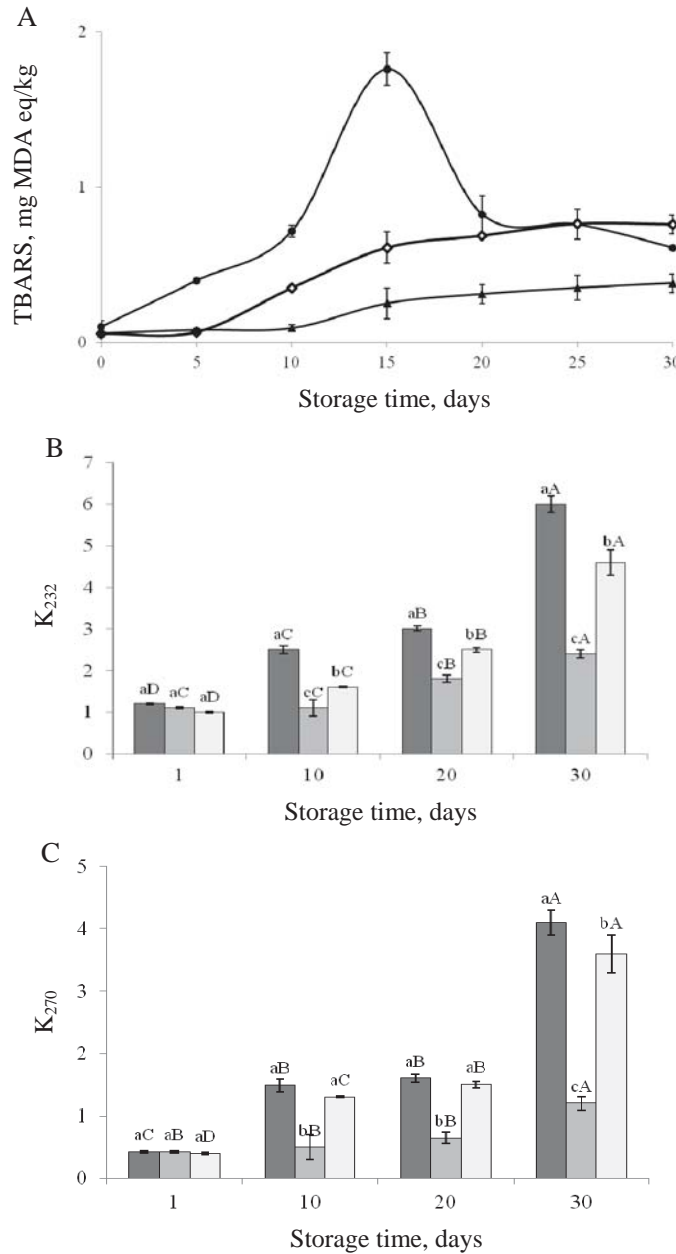 A
TBARS, mg MDA eq/kg
2
1
0
0 5 10 15 20 25 30
Storage time, days
B
K232
7
6
5
4
3
2
1
0
aD aC aD
aC cC bC
aB cB bB
aA cA bA
1 10 20 30
Storage time, days
C
K270
5
4
3
2
1
0
aC aB aD
aB bB aC
aB bB aB
aA cA bA
1 10 20 30
Storage time, days